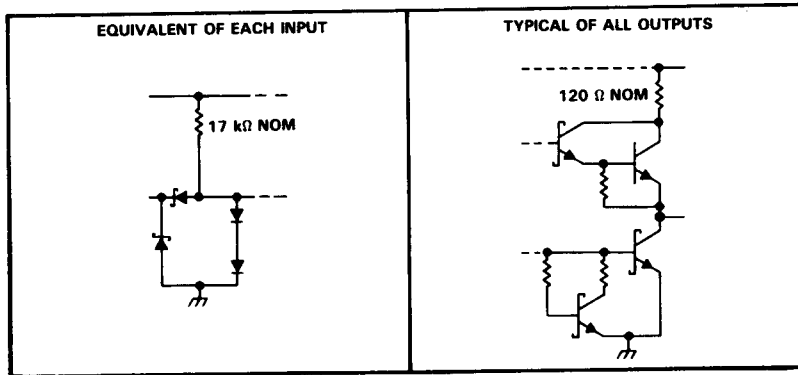 EQUIVALENT OF EACH INPUT
17 kΩ NOM
TYPICAL OF ALL OUTPUTS
120 Ω NOM